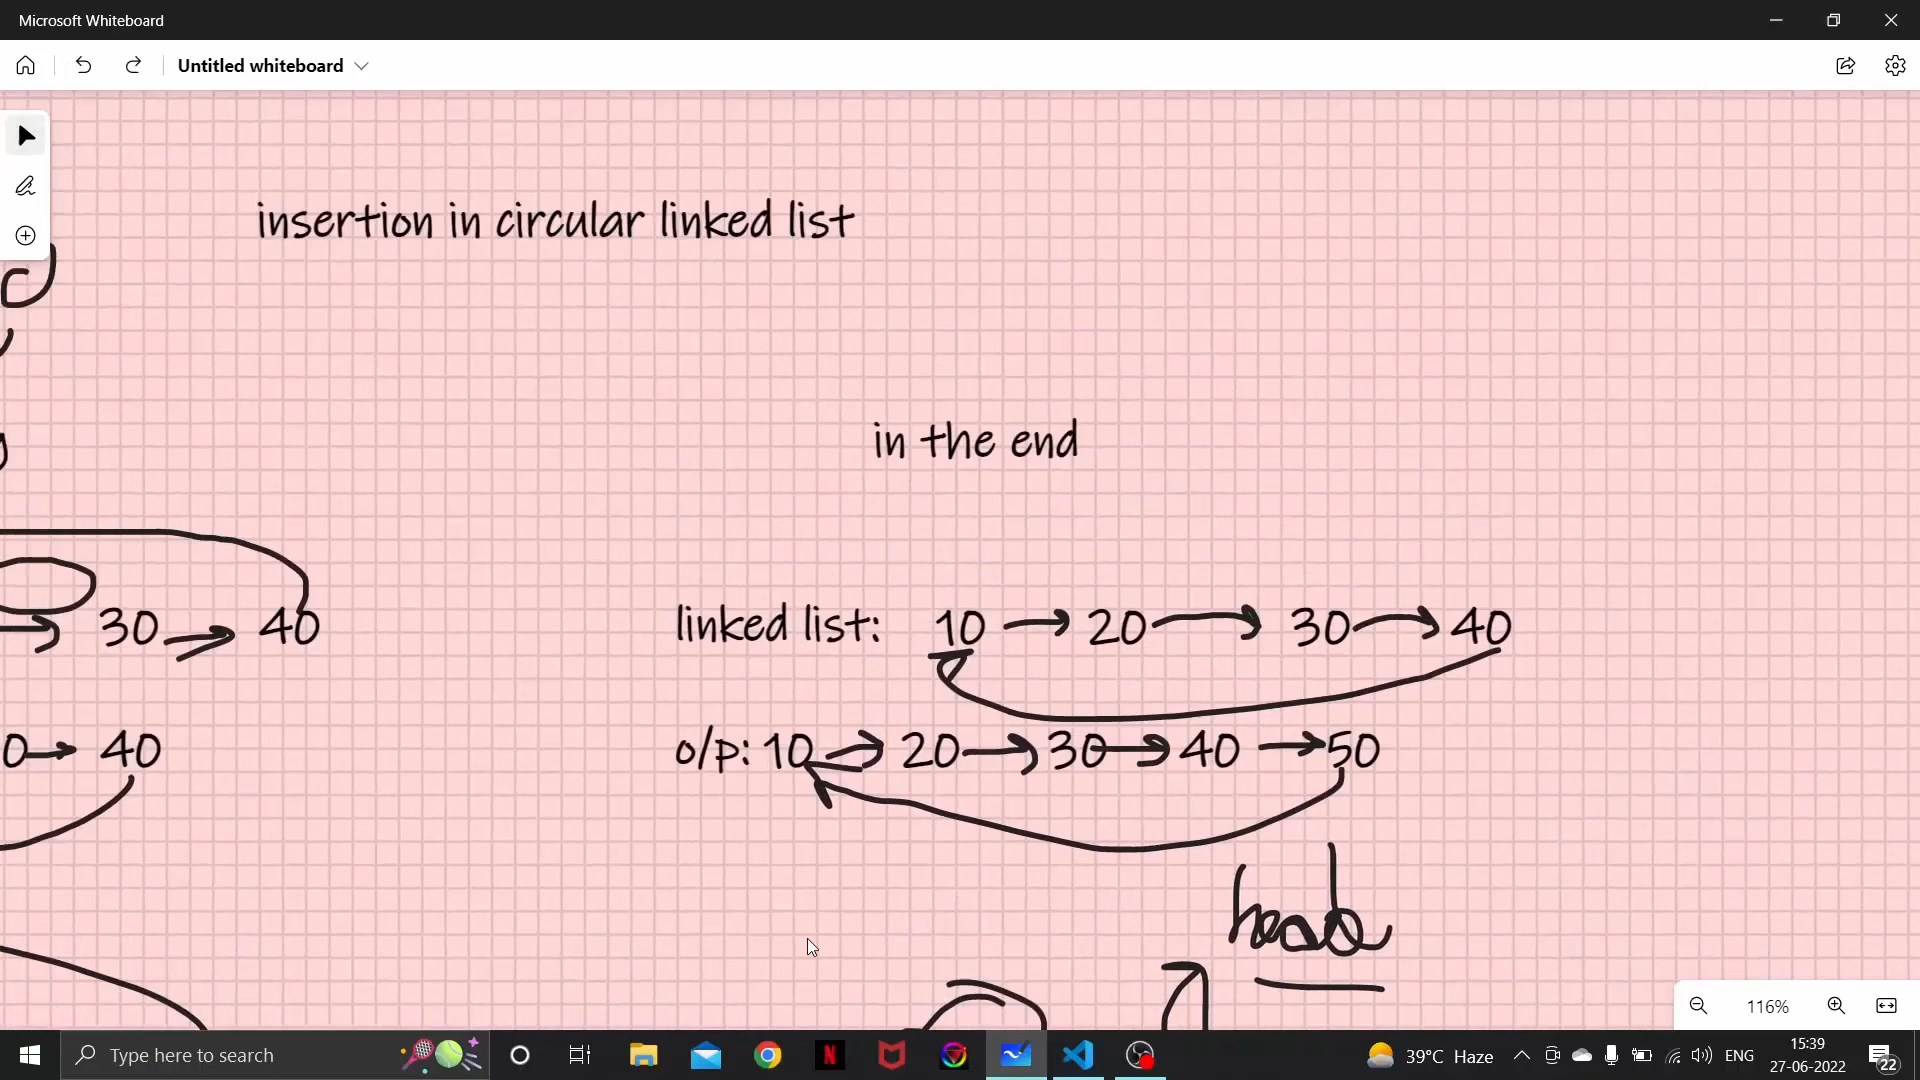 Microsoft Whiteboard
Untitled whiteboard
insertion in circular linked list
in the end
30 → 40
linked list: 10 → 20 → 30 → 40
0 → 40
o/p: 10 → 20 → 30 → 40 → 50
head
116%
Type here to search
39°C Haze
ENG
15:39
27-06-2022
22